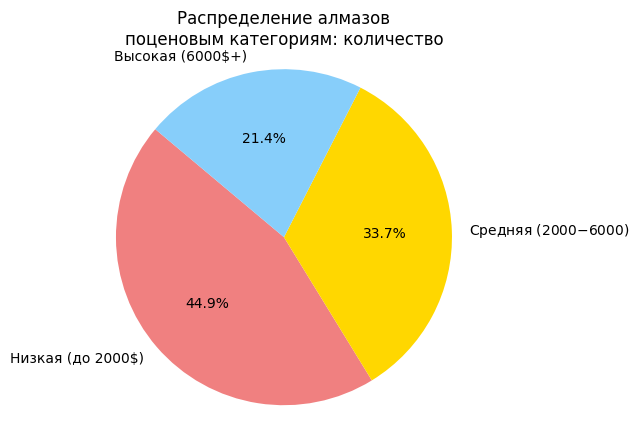 Распределение алмазов
поценовым категориям: количество
Высокая (6000$+)
21.4%
33.7%
Средняя (2000−6000)
44.9%
Низкая (до 2000$)